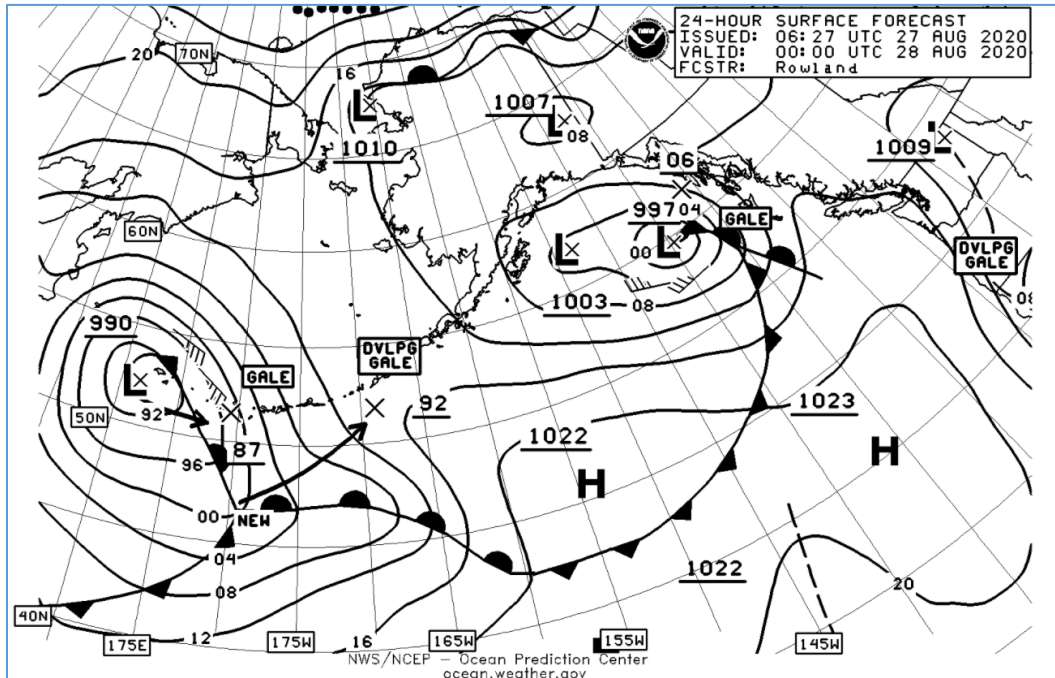 24-HOUR SURFACE FORECAST
ISSUED: 06:27 UTC 27 AUG 2020
VALID: 00:00 UTC 28 AUG 2020
FCSTR: Rowland
20
70N
16
L
1010
1007
L
08
L
1009
06
997
04
L
00
GALE
L
1003
08
DVLPG
GALE
08
60N
990
L
92
50N
GALE
DVLPG
GALE
92
87
96
00
NEW
04
08
12
16
1022
H
1023
H
1022
20
40N
175E
175W
165W
155W
145W
NWS/NCEP – Ocean Prediction Center
ocean.weather.gov